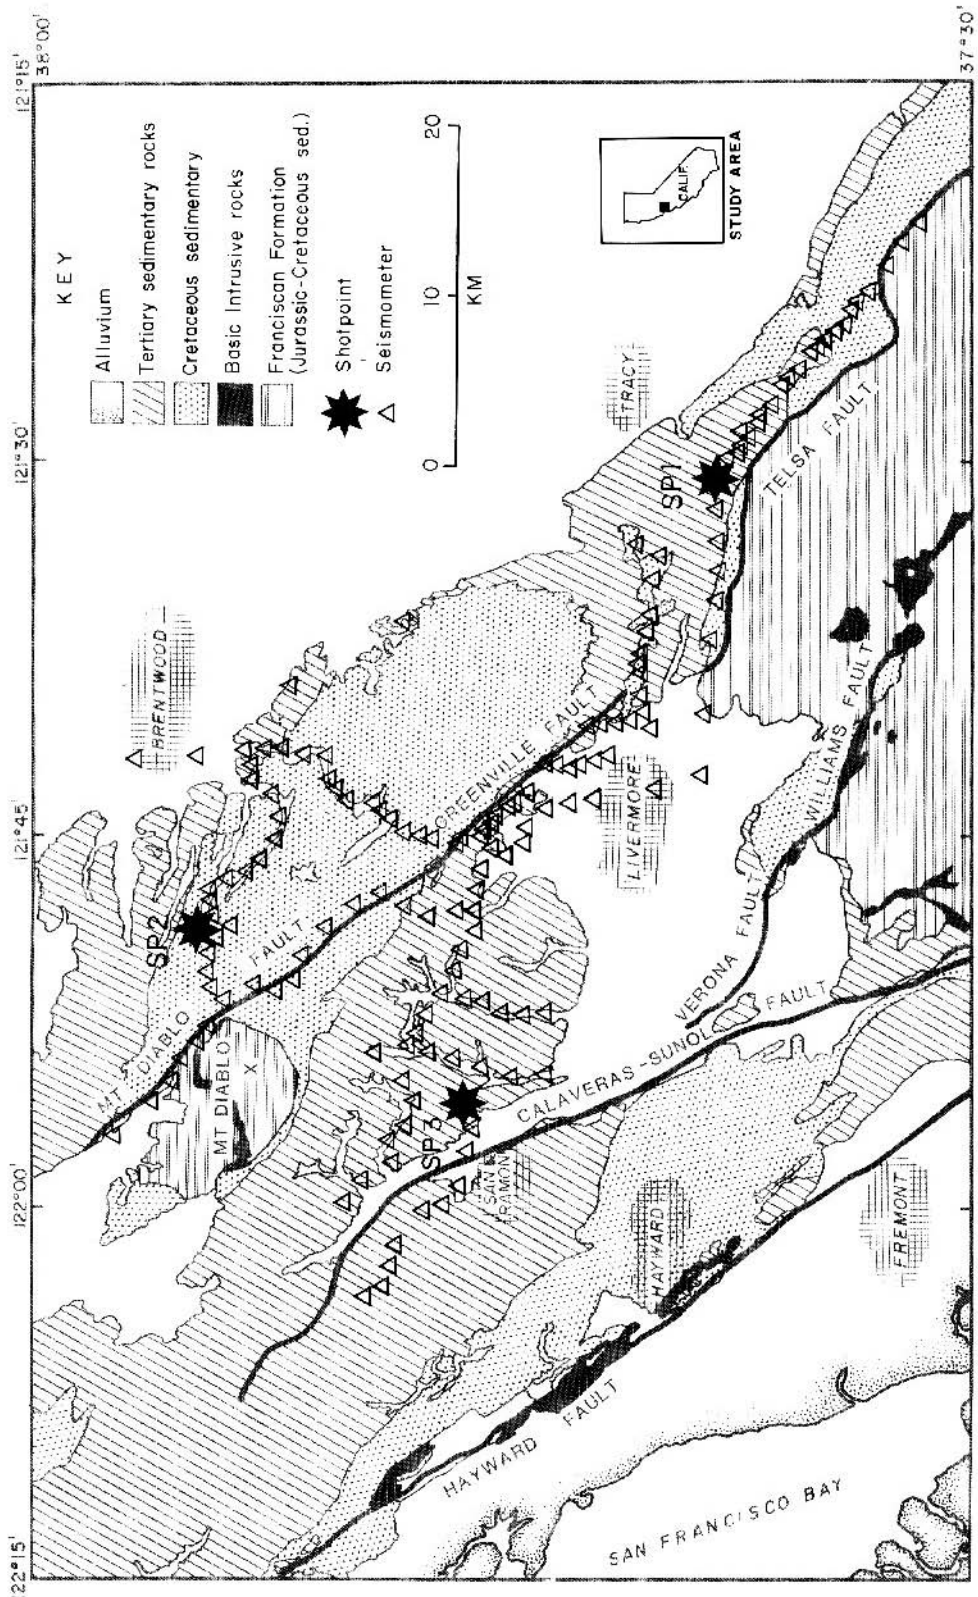 122°15'
122°00'
121°45'
121°30'
121°15'
38°00'
37°30'
KEY
Alluvium
Tertiary sedimentary rocks
Cretaceous sedimentary
Basic Intrusive rocks
Franciscan Formation
(Jurassic-Cretaceous sed.)
Shotpoint
Seismometer
0 10 20
KM
CALIF.
STUDY AREA
BRENTWOOD
TRACY
SP2
SP1
SP3
MT. DIABLO FAULT
MT DIABLO
X
GREENVILLE FAULT
LIVERMORE
TELSA FAULT
SAN
RAMON
CALAVERAS-SUNOL FAULT
VERONA FAULT
WILLIAMS FAULT
HAYWARD
HAYWARD FAULT
FREMONT
SAN FRANCISCO BAY
?